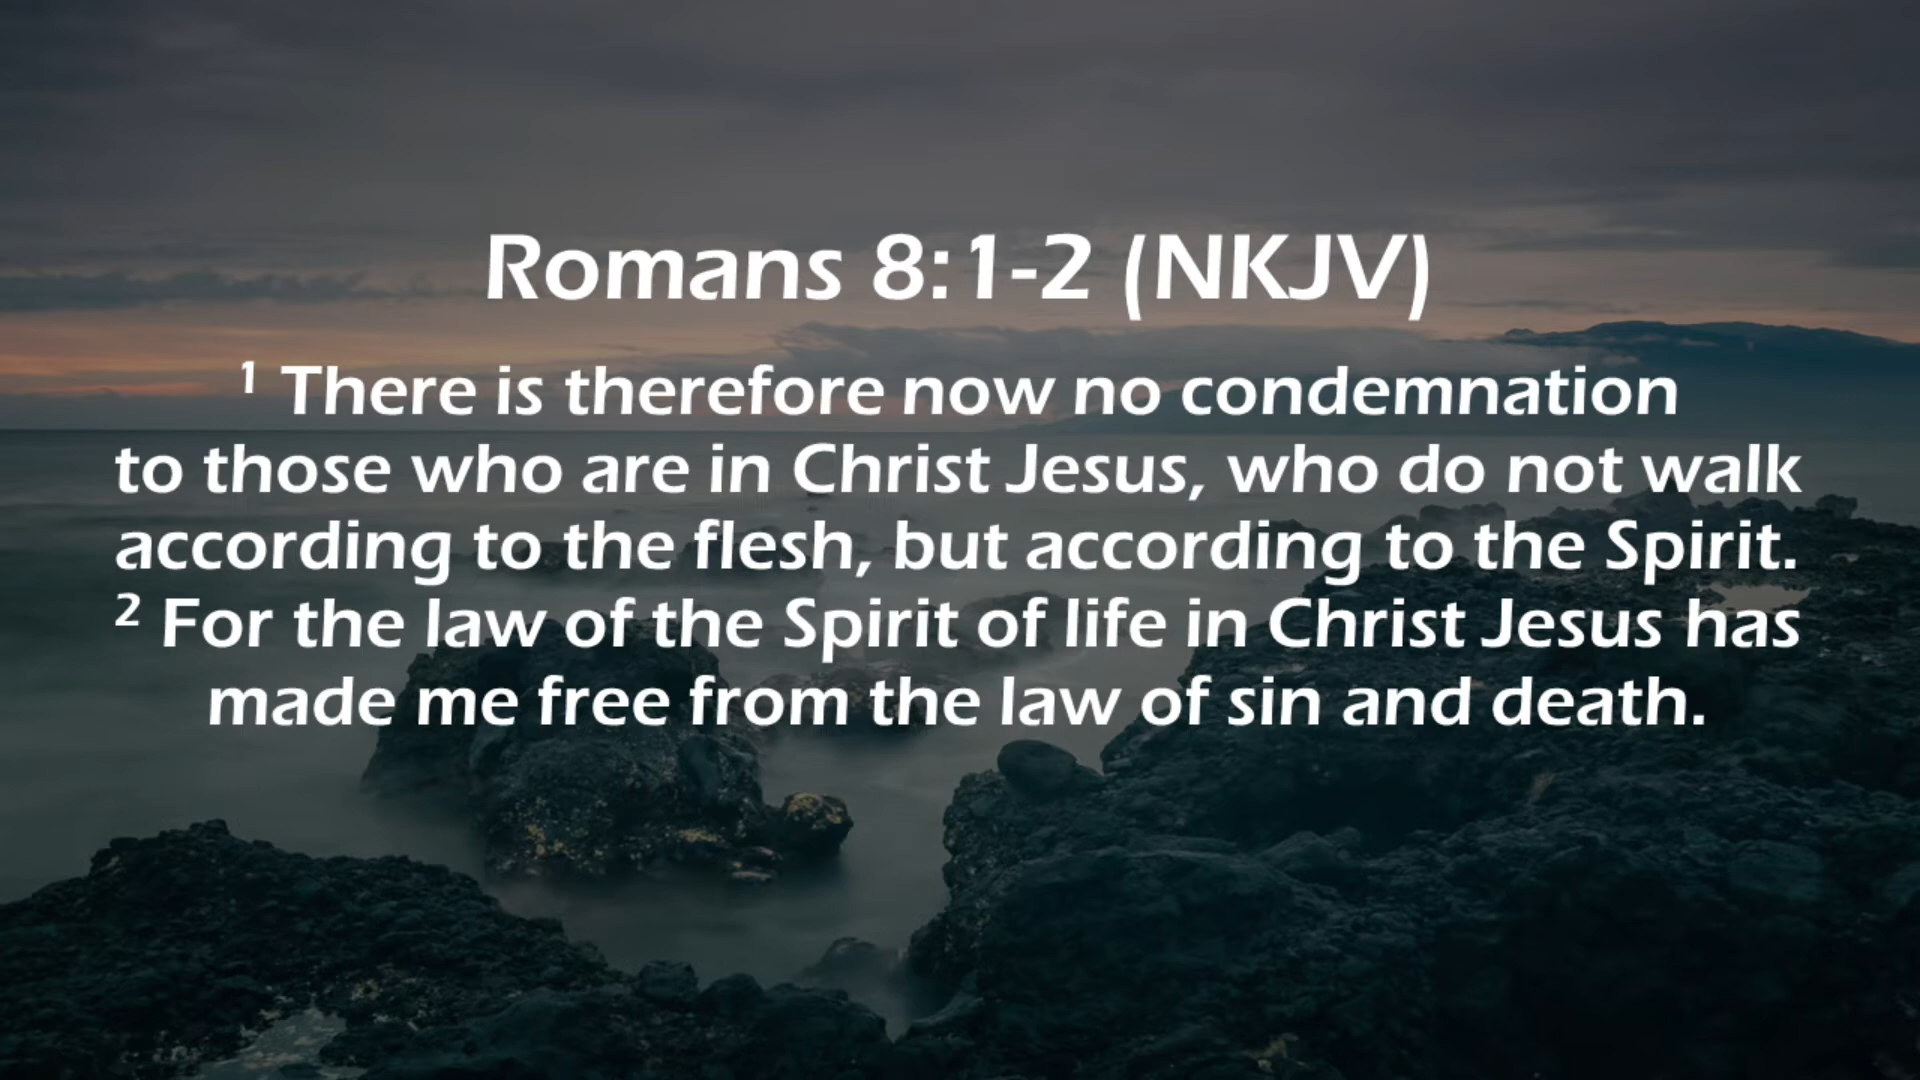 Romans 8:1-2 (NKJV)
¹ There is therefore now no condemnation
to those who are in Christ Jesus, who do not walk
according to the flesh, but according to the Spirit.
² For the law of the Spirit of life in Christ Jesus has
made me free from the law of sin and death.